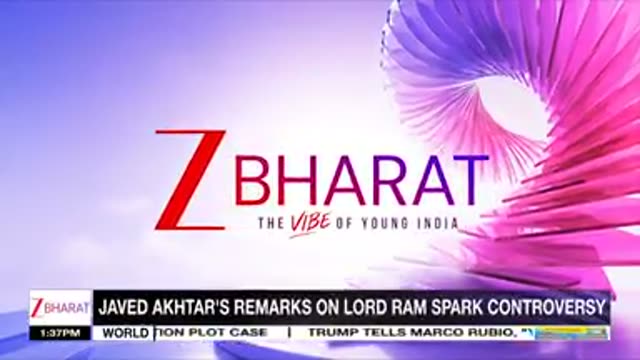 Z BHARAT
THE VIBE OF YOUNG INDIA
Z BHARAT JAVED AKHTAR'S REMARKS ON LORD RAM SPARK CONTROVERSY
1:37PM WORLD TION PLOT CASE | TRUMP TELLS MARCO RUBIO, "